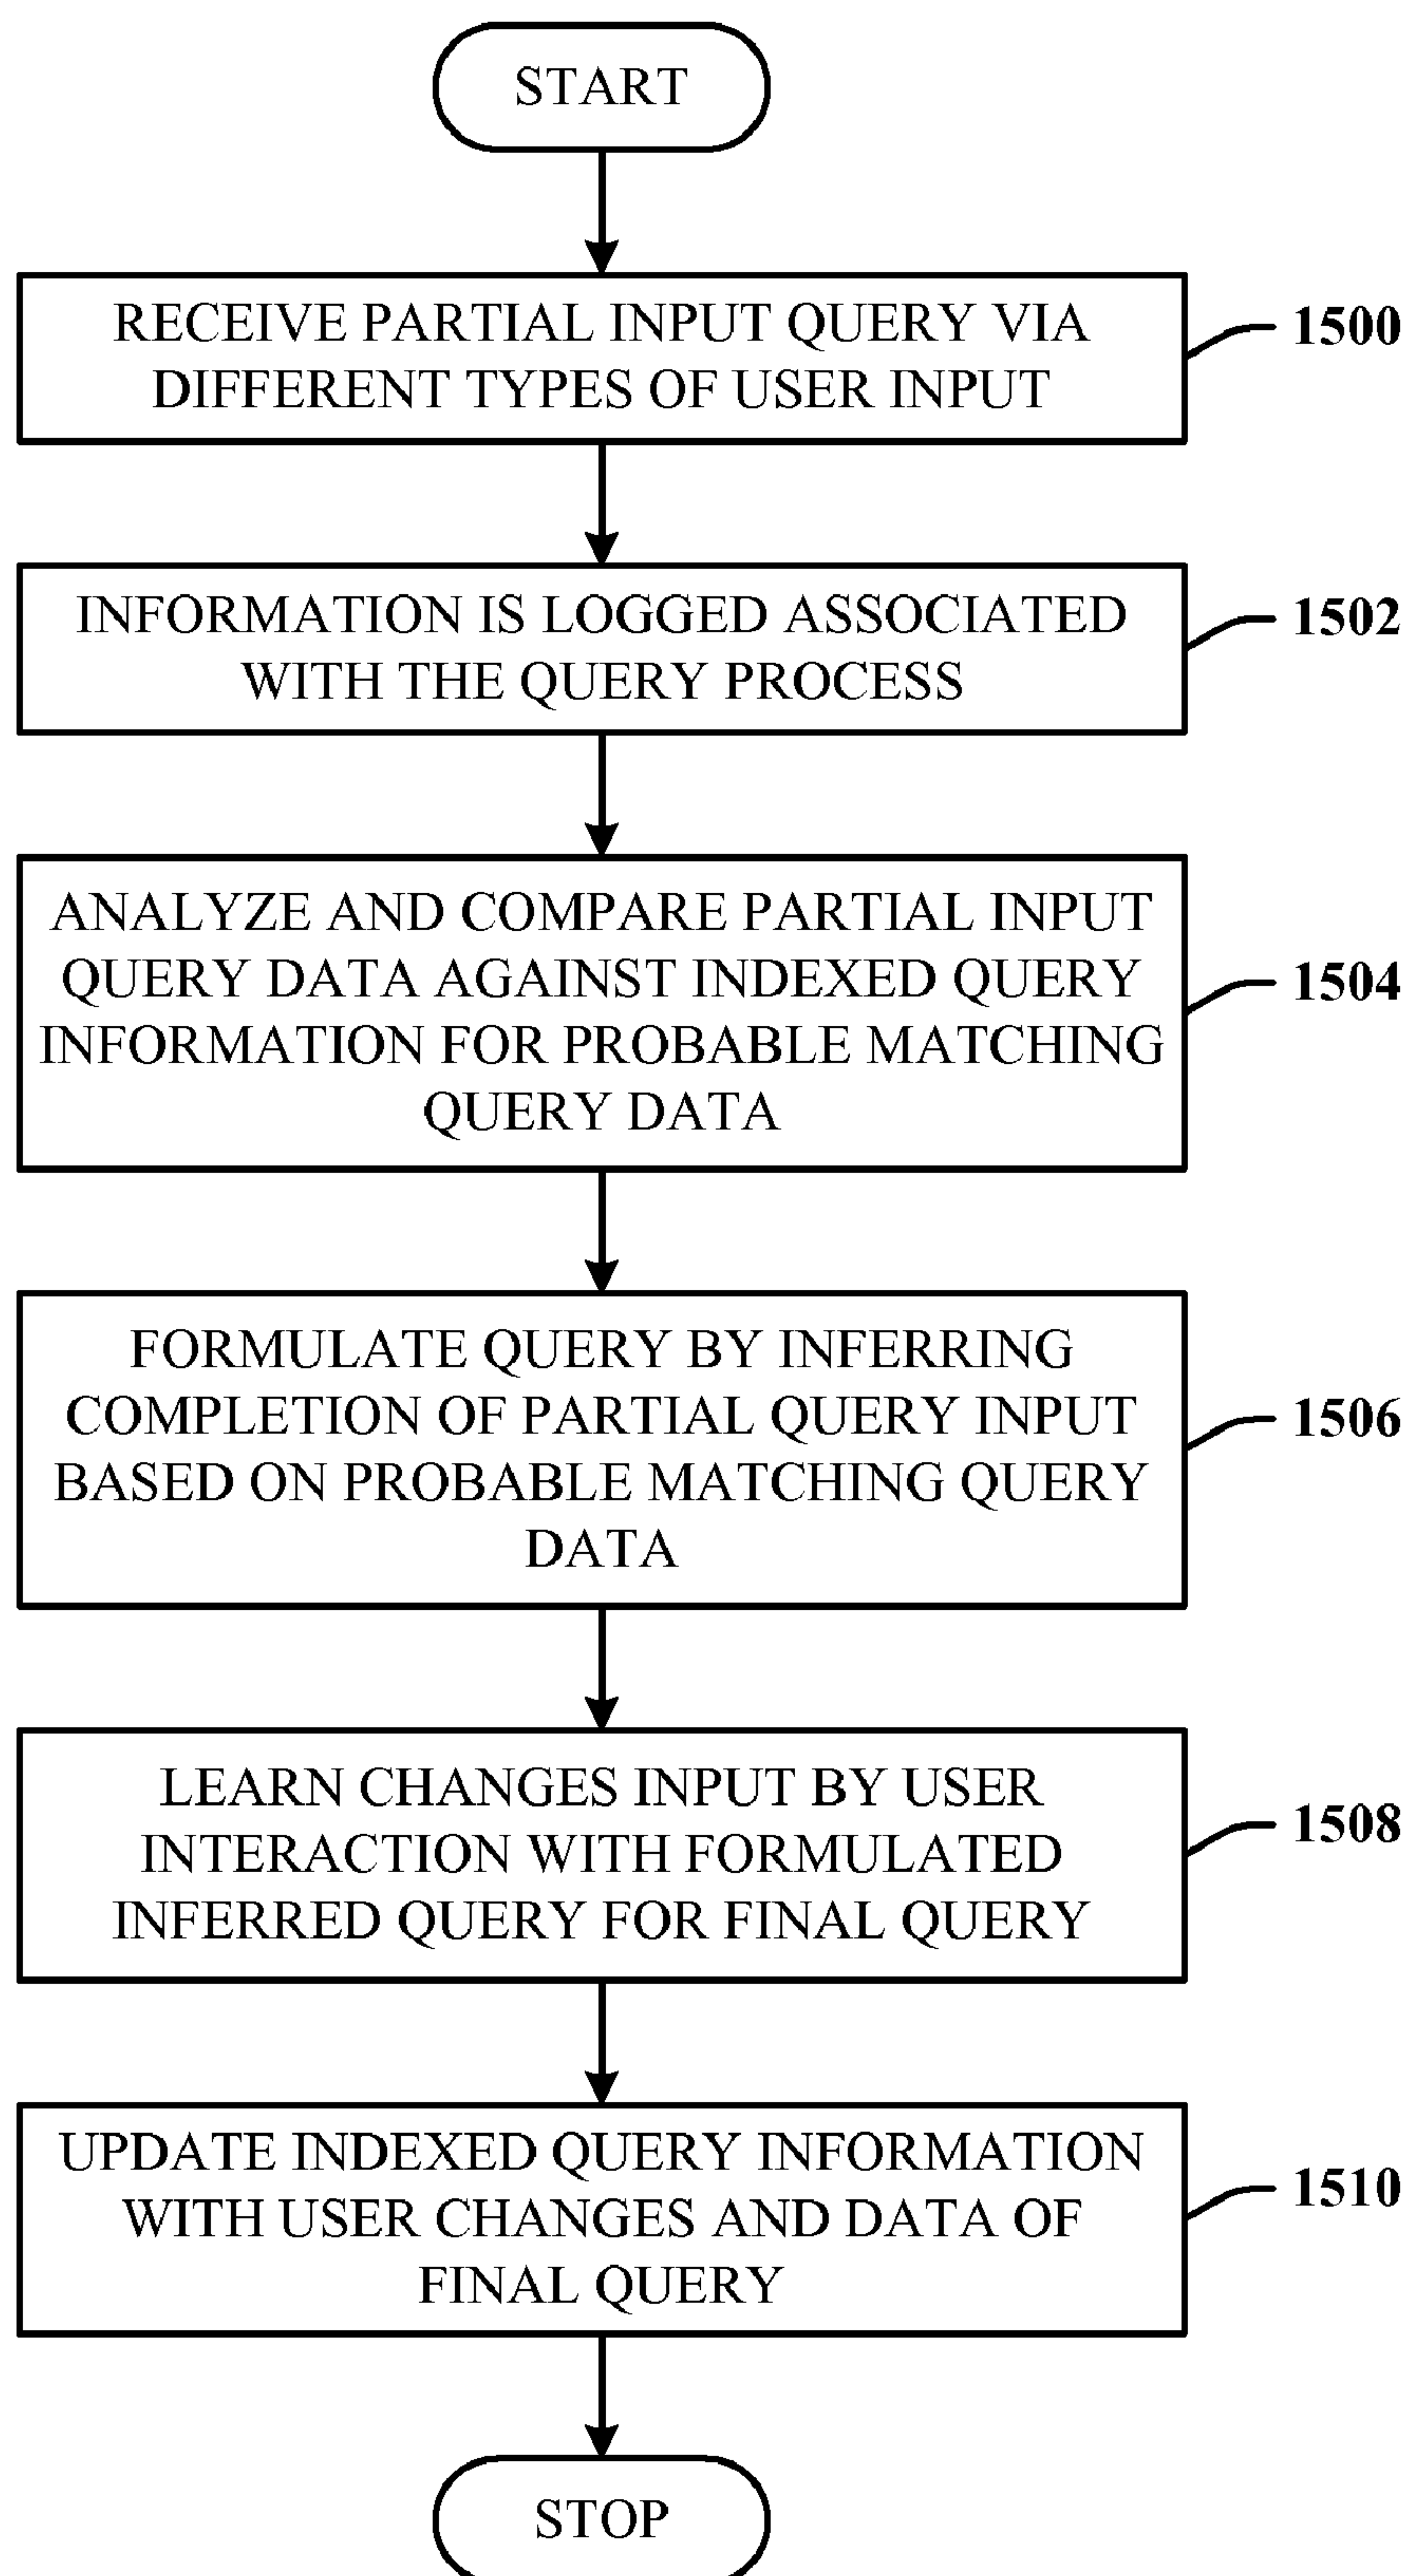 START
RECEIVE PARTIAL INPUT QUERY VIA
DIFFERENT TYPES OF USER INPUT
1500
INFORMATION IS LOGGED ASSOCIATED
WITH THE QUERY PROCESS
1502
ANALYZE AND COMPARE PARTIAL INPUT
QUERY DATA AGAINST INDEXED QUERY
INFORMATION FOR PROBABLE MATCHING
QUERY DATA
1504
FORMULATE QUERY BY INFERRING
COMPLETION OF PARTIAL QUERY INPUT
BASED ON PROBABLE MATCHING QUERY
DATA
1506
LEARN CHANGES INPUT BY USER
INTERACTION WITH FORMULATED
INFERRED QUERY FOR FINAL QUERY
1508
UPDATE INDEXED QUERY INFORMATION
WITH USER CHANGES AND DATA OF
FINAL QUERY
1510
STOP